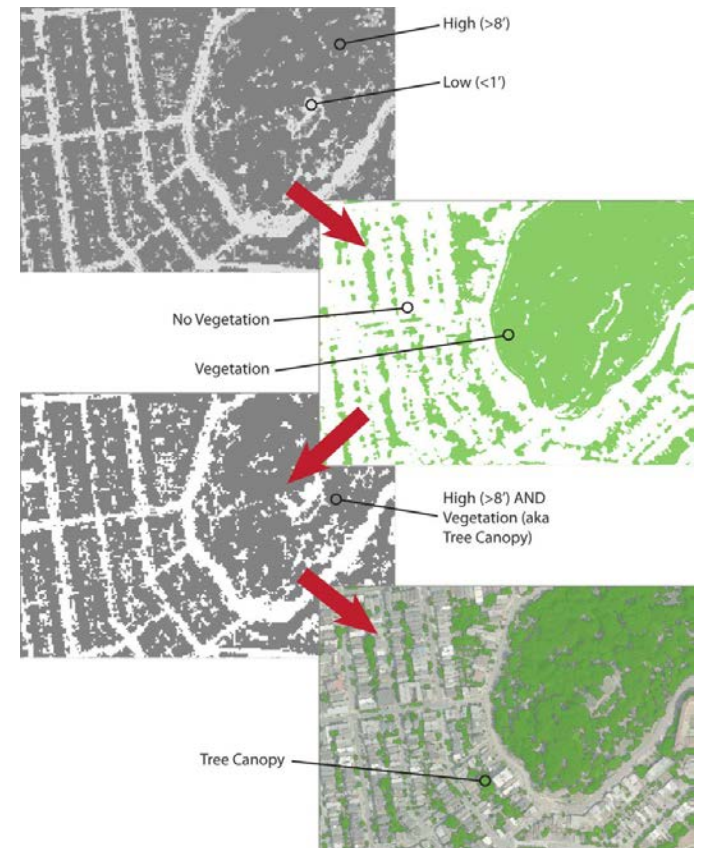 High (>8’)
Low (<1’)
No Vegetation
Vegetation
High (>8’) AND
Vegetation (aka
Tree Canopy)
Tree Canopy